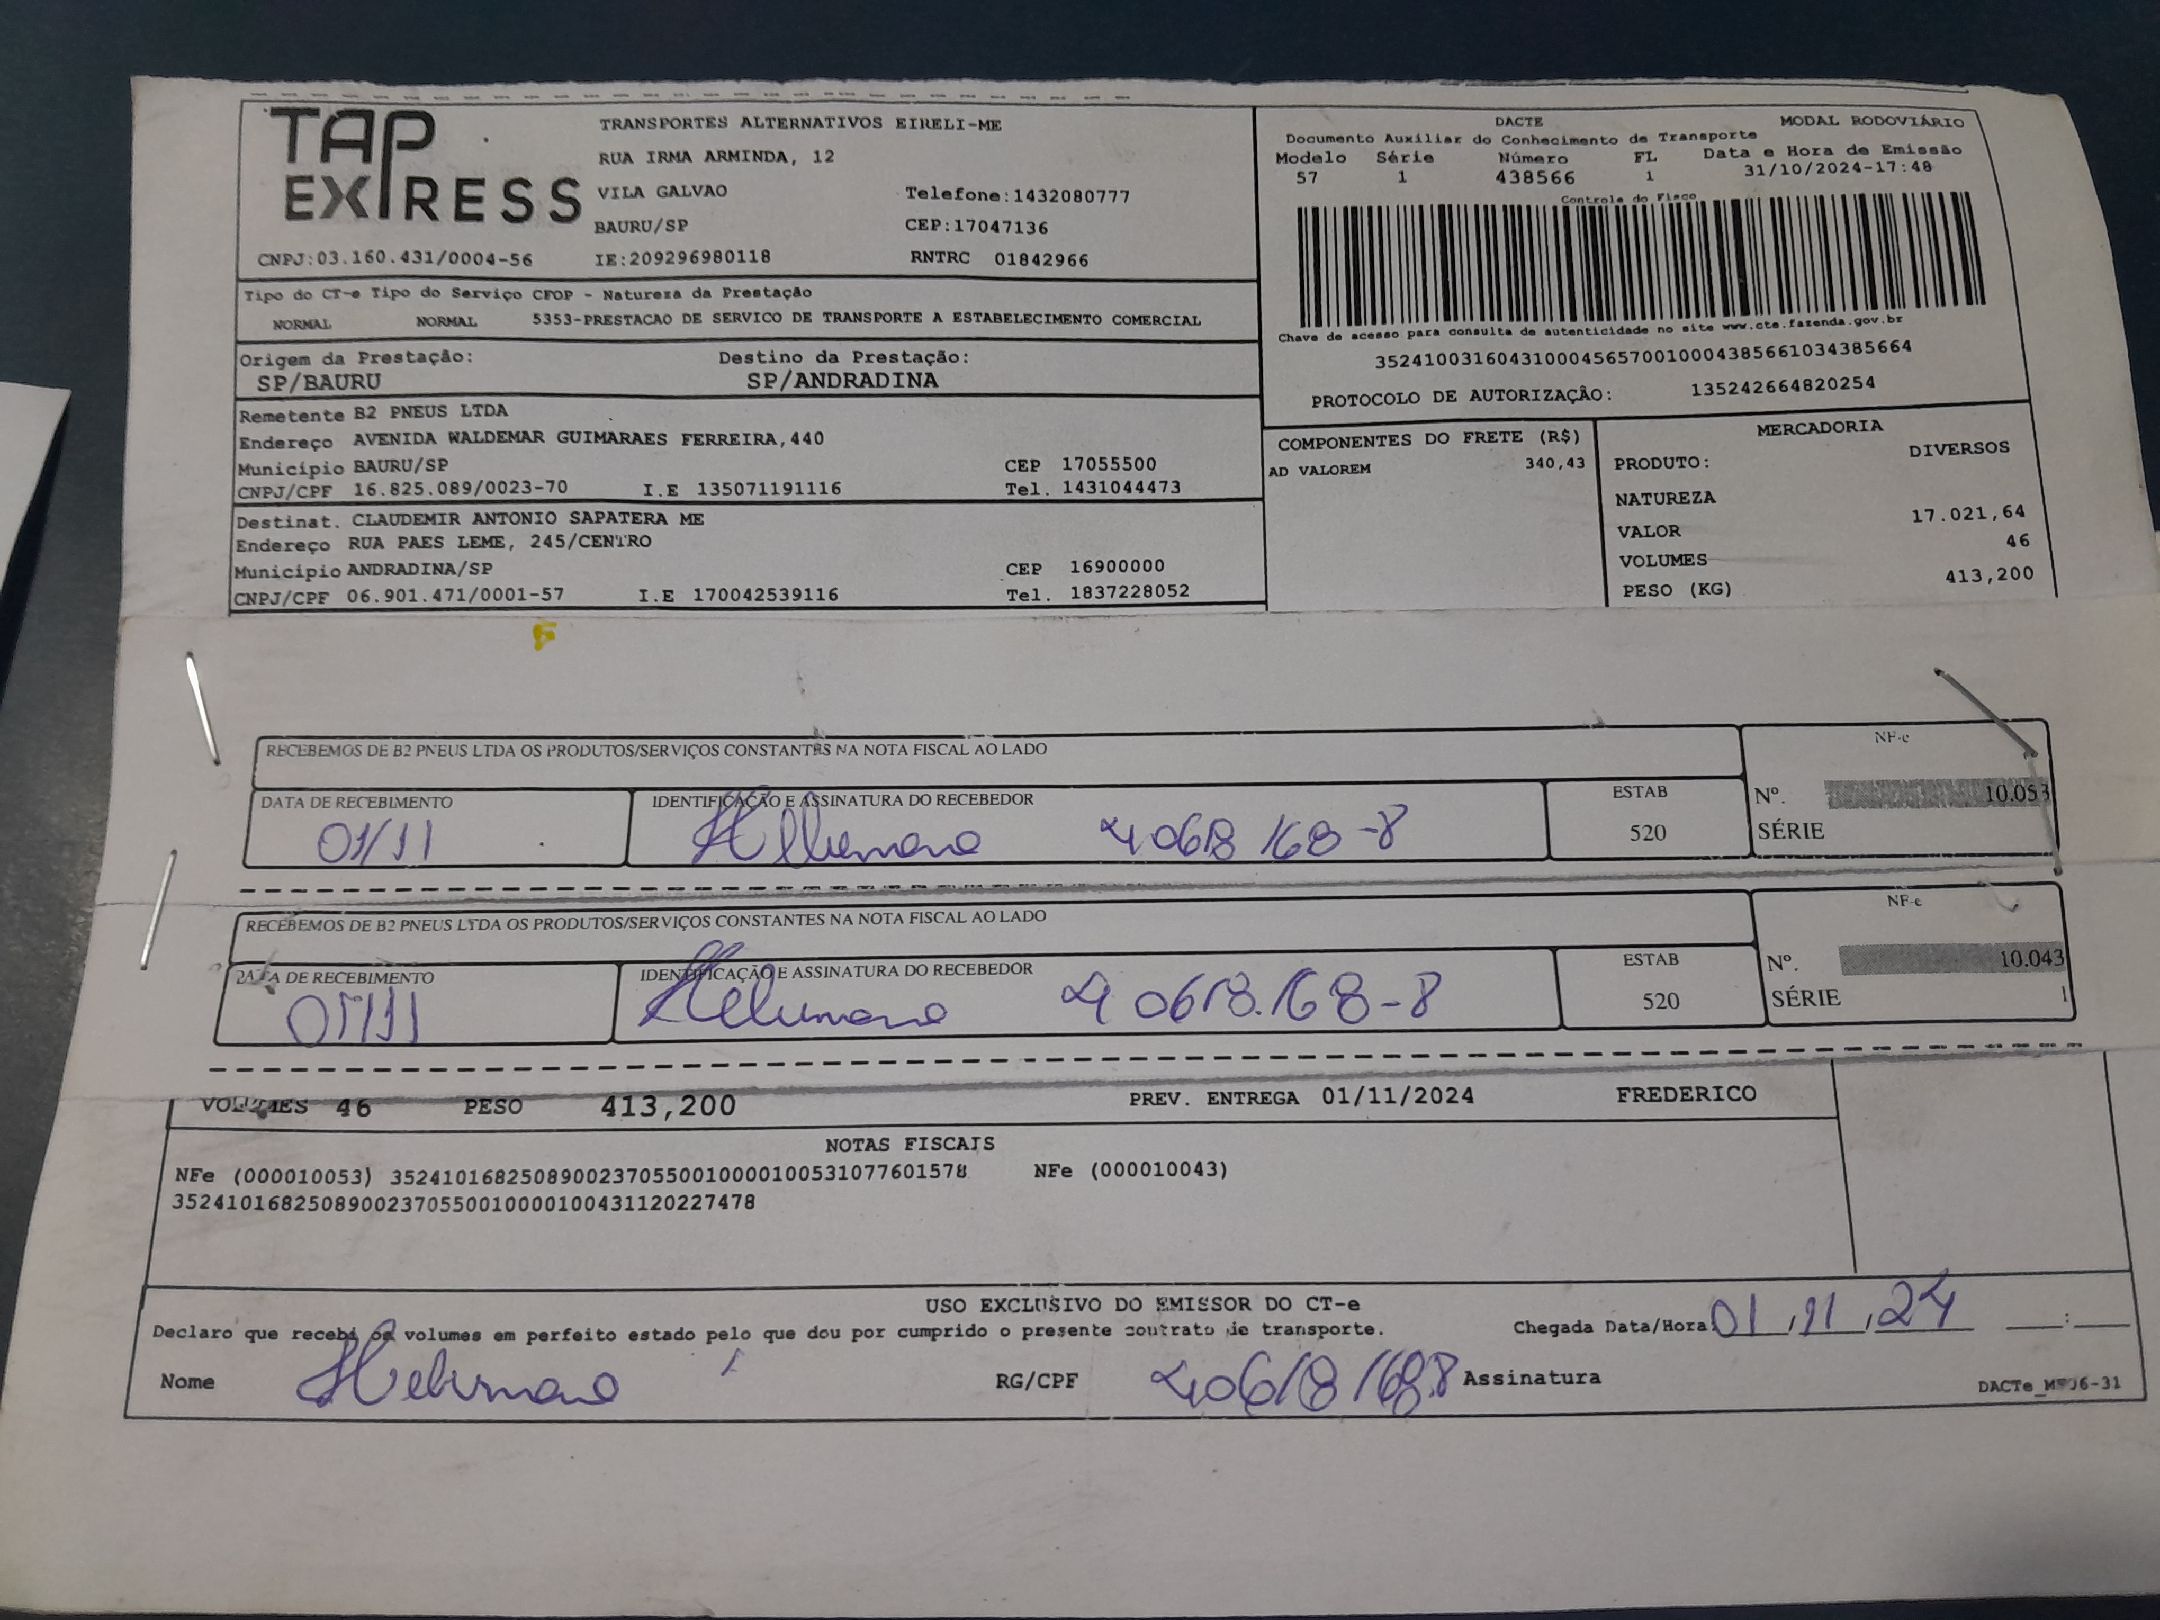 TAP EXPRESS
TRANSPORTES ALTERNATIVOS EIRELI-ME
RUA IRMA ARMINDA, 12
VILA GALVAO Telefone:1432080777
BAURU/SP CEP:17047136
CNPJ:03.160.431/0004-56 IE:209296980118 RNTRC 01842966
DACTE MODAL RODOVIÁRIO
Documento Auxiliar do Conhecimento de Transporte
Modelo Série Número FL Data e Hora de Emissão
57 1 438566 1 31/10/2024-17:48
Controle do Fisco
Chave de acesso para consulta de autenticidade no site www.cte.fazenda.gov.br
35241003160431000456570010004385661034385664
PROTOCOLO DE AUTORIZAÇÃO: 135242664820254
Tipo do CT-e Tipo do Serviço CFOP - Natureza da Prestação
NORMAL NORMAL 5353-PRESTACAO DE SERVICO DE TRANSPORTE A ESTABELECIMENTO COMERCIAL
Origem da Prestação: Destino da Prestação:
SP/BAURU SP/ANDRADINA
Remetente B2 PNEUS LTDA
Endereço AVENIDA WALDEMAR GUIMARAES FERREIRA,440
Município BAURU/SP CEP 17055500
CNPJ/CPF 16.825.089/0023-70 I.E 135071191116 Tel. 1431044473
Destinat. CLAUDEMIR ANTONIO SAPATERA ME
Endereço RUA PAES LEME, 245/CENTRO
Município ANDRADINA/SP CEP 16900000
CNPJ/CPF 06.901.471/0001-57 I.E 170042539116 Tel. 1837228052
COMPONENTES DO FRETE (R$)
AD VALOREM 340,43
MERCADORIA
PRODUTO: DIVERSOS
NATUREZA
VALOR 17.021,64
VOLUMES 46
PESO (KG) 413,200
RECEBEMOS DE B2 PNEUS LTDA OS PRODUTOS/SERVIÇOS CONSTANTES NA NOTA FISCAL AO LADO
NF-e
DATA DE RECEBIMENTO IDENTIFICAÇÃO E ASSINATURA DO RECEBEDOR ESTAB Nº. 10.053
01/11 40618168-8 520 SÉRIE
RECEBEMOS DE B2 PNEUS LTDA OS PRODUTOS/SERVIÇOS CONSTANTES NA NOTA FISCAL AO LADO
NF-e
DATA DE RECEBIMENTO IDENTIFICAÇÃO E ASSINATURA DO RECEBEDOR ESTAB Nº. 10.043
01/11 40618.168-8 520 SÉRIE 1
VOLUMES 46 PESO 413,200 PREV. ENTREGA 01/11/2024 FREDERICO
NOTAS FISCAIS
NFe (000010053) 35241016825089002370550010000100531077601578 NFe (000010043)
35241016825089002370550010000100431120227478
USO EXCLUSIVO DO EMISSOR DO CT-e
Declaro que recebi os volumes em perfeito estado pelo que dou por cumprido o presente contrato de transporte. Chegada Data/Hora 01,11,24 :
Nome RG/CPF 406181688 Assinatura